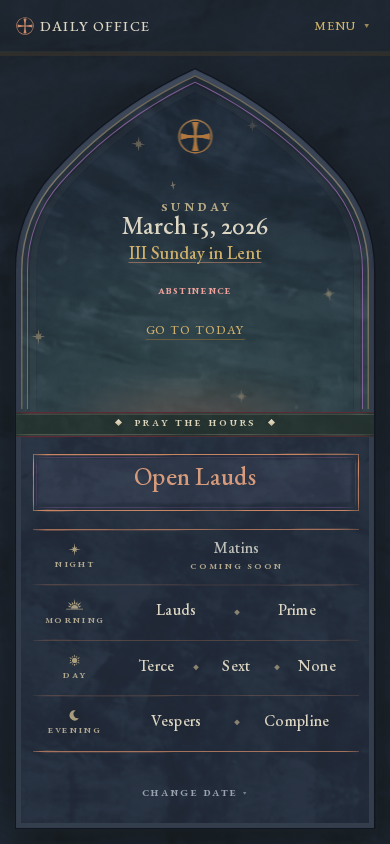 DAILY OFFICE
MENU
SUNDAY
March 15, 2026
III Sunday in Lent
ABSTINENCE
GO TO TODAY
PRAY THE HOURS
Open Lauds
NIGHT
Matins
COMING SOON
MORNING
Lauds
Prime
DAY
Terce
Sext
None
EVENING
Vespers
Compline
CHANGE DATE